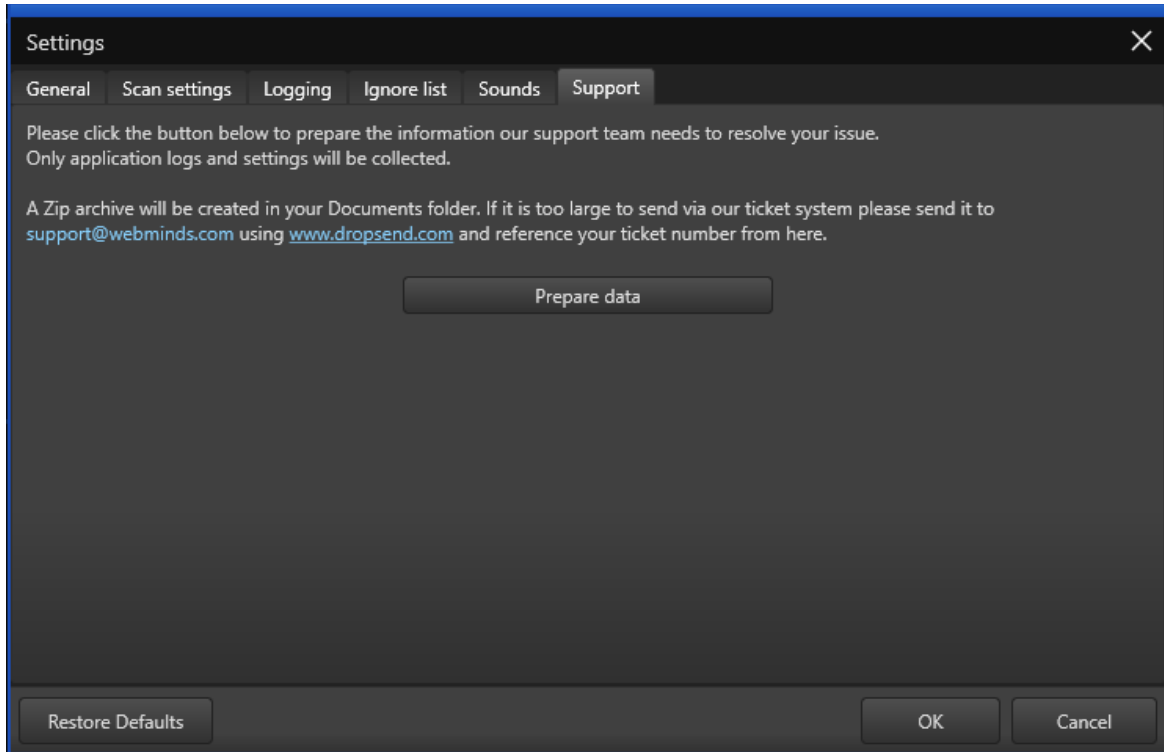 Settings
General Scan settings Logging Ignore list Sounds Support
Please click the button below to prepare the information our support team needs to resolve your issue.
Only application logs and settings will be collected.
A Zip archive will be created in your Documents folder. If it is too large to send via our ticket system please send it to
support@webminds.com using www.dropsend.com and reference your ticket number from here.
Prepare data
Restore Defaults OK Cancel